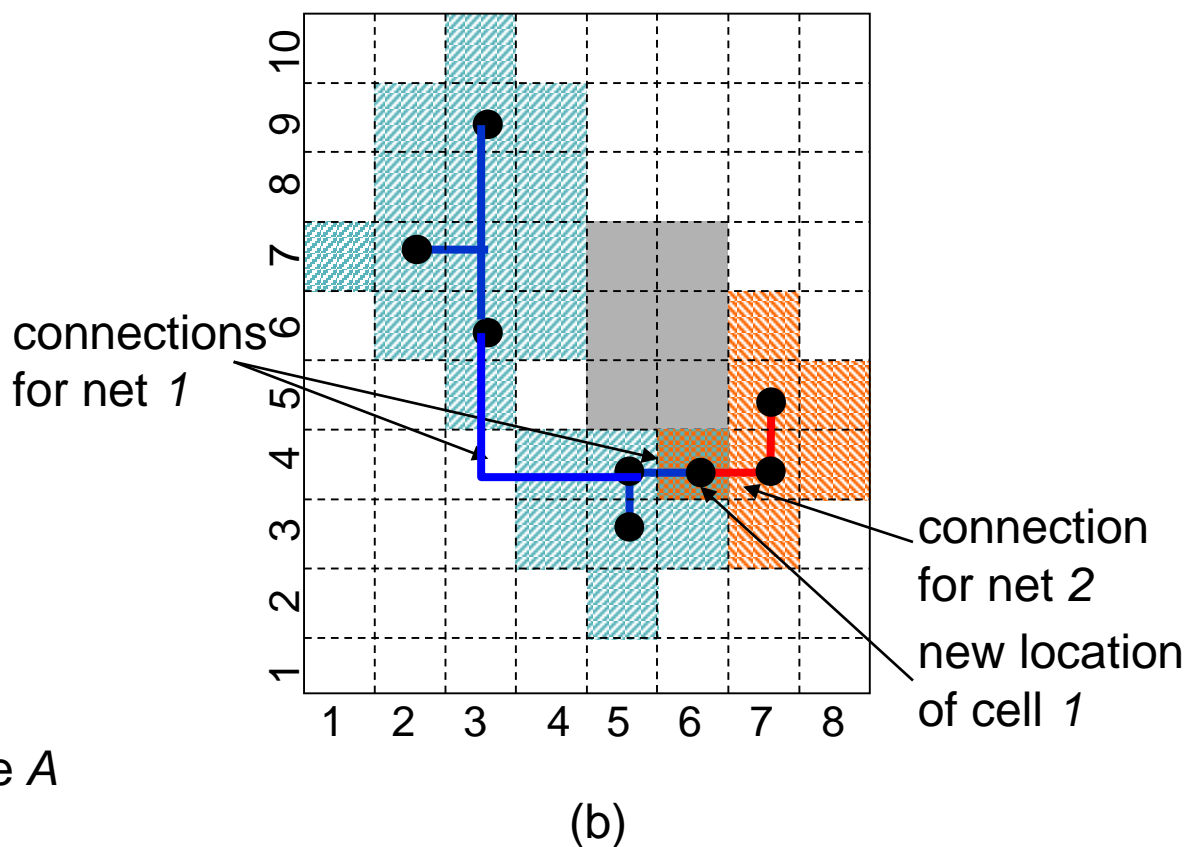 10
9
8
7
6
5
4
3
2
1
connections
for net 1
connection
for net 2
new location
of cell 1
1 2 3 4 5 6 7 8
e A
(b)